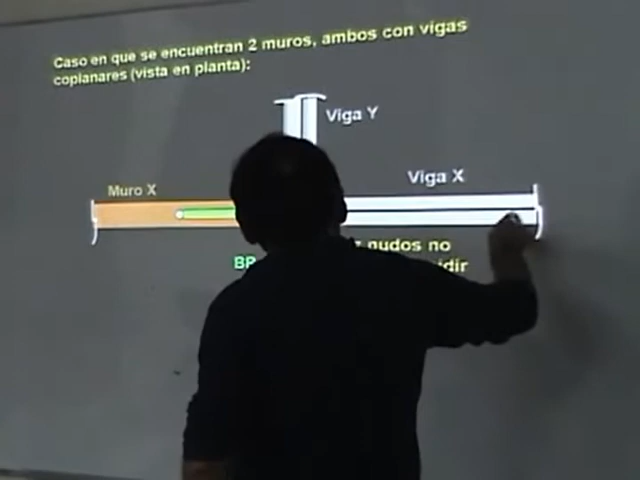 Caso en que se encuentran 2 muros, ambos con vigas
coplanares (vista en planta):
Viga Y
Viga X
Muro X
nudos no
BR